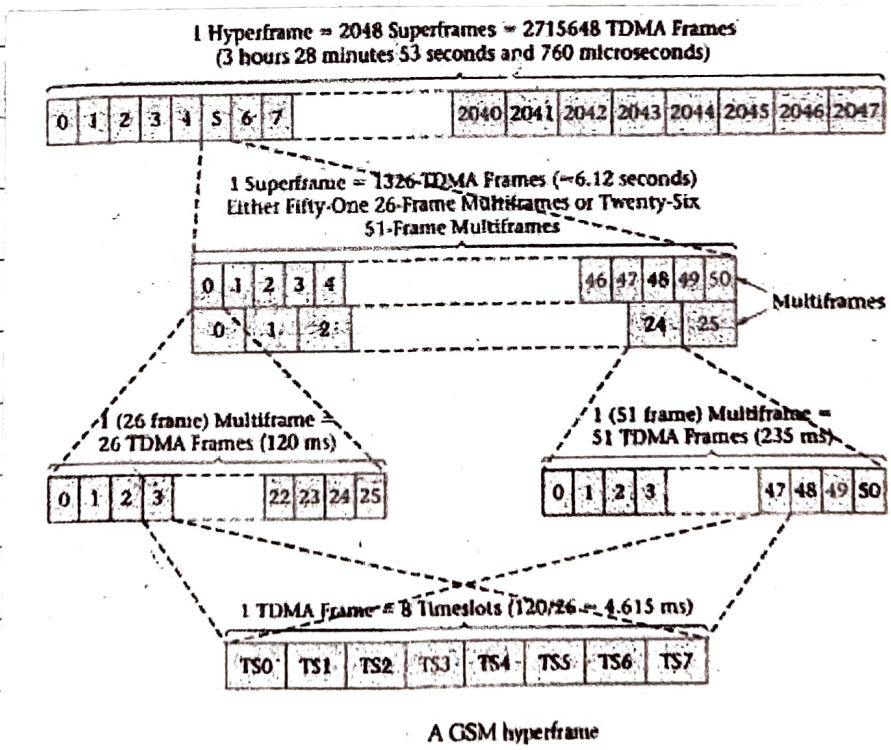 1 Hyperframe = 2048 Superframes = 2715648 TDMA Frames
(3 hours 28 minutes 53 seconds and 760 microseconds)
0 1 2 3 4 5 6 7 2040 2041 2042 2043 2044 2045 2046 2047
1 Superframe = 1326 TDMA Frames (=6.12 seconds)
Either Fifty-One 26-Frame Multiframes or Twenty-Six
51-Frame Multiframes
0 1 2 3 4 46 47 48 49 50
Multiframes
0 1 2 24 25
1 (26 frame) Multiframe =
26 TDMA Frames (120 ms)
1 (51 frame) Multiframe =
51 TDMA Frames (235 ms)
0 1 2 3 22 23 24 25
0 1 2 3 47 48 49 50
1 TDMA Frame = 8 Timeslots (120/26 = 4.615 ms)
TS0 TS1 TS2 TS3 TS4 TS5 TS6 TS7
A GSM hyperframe